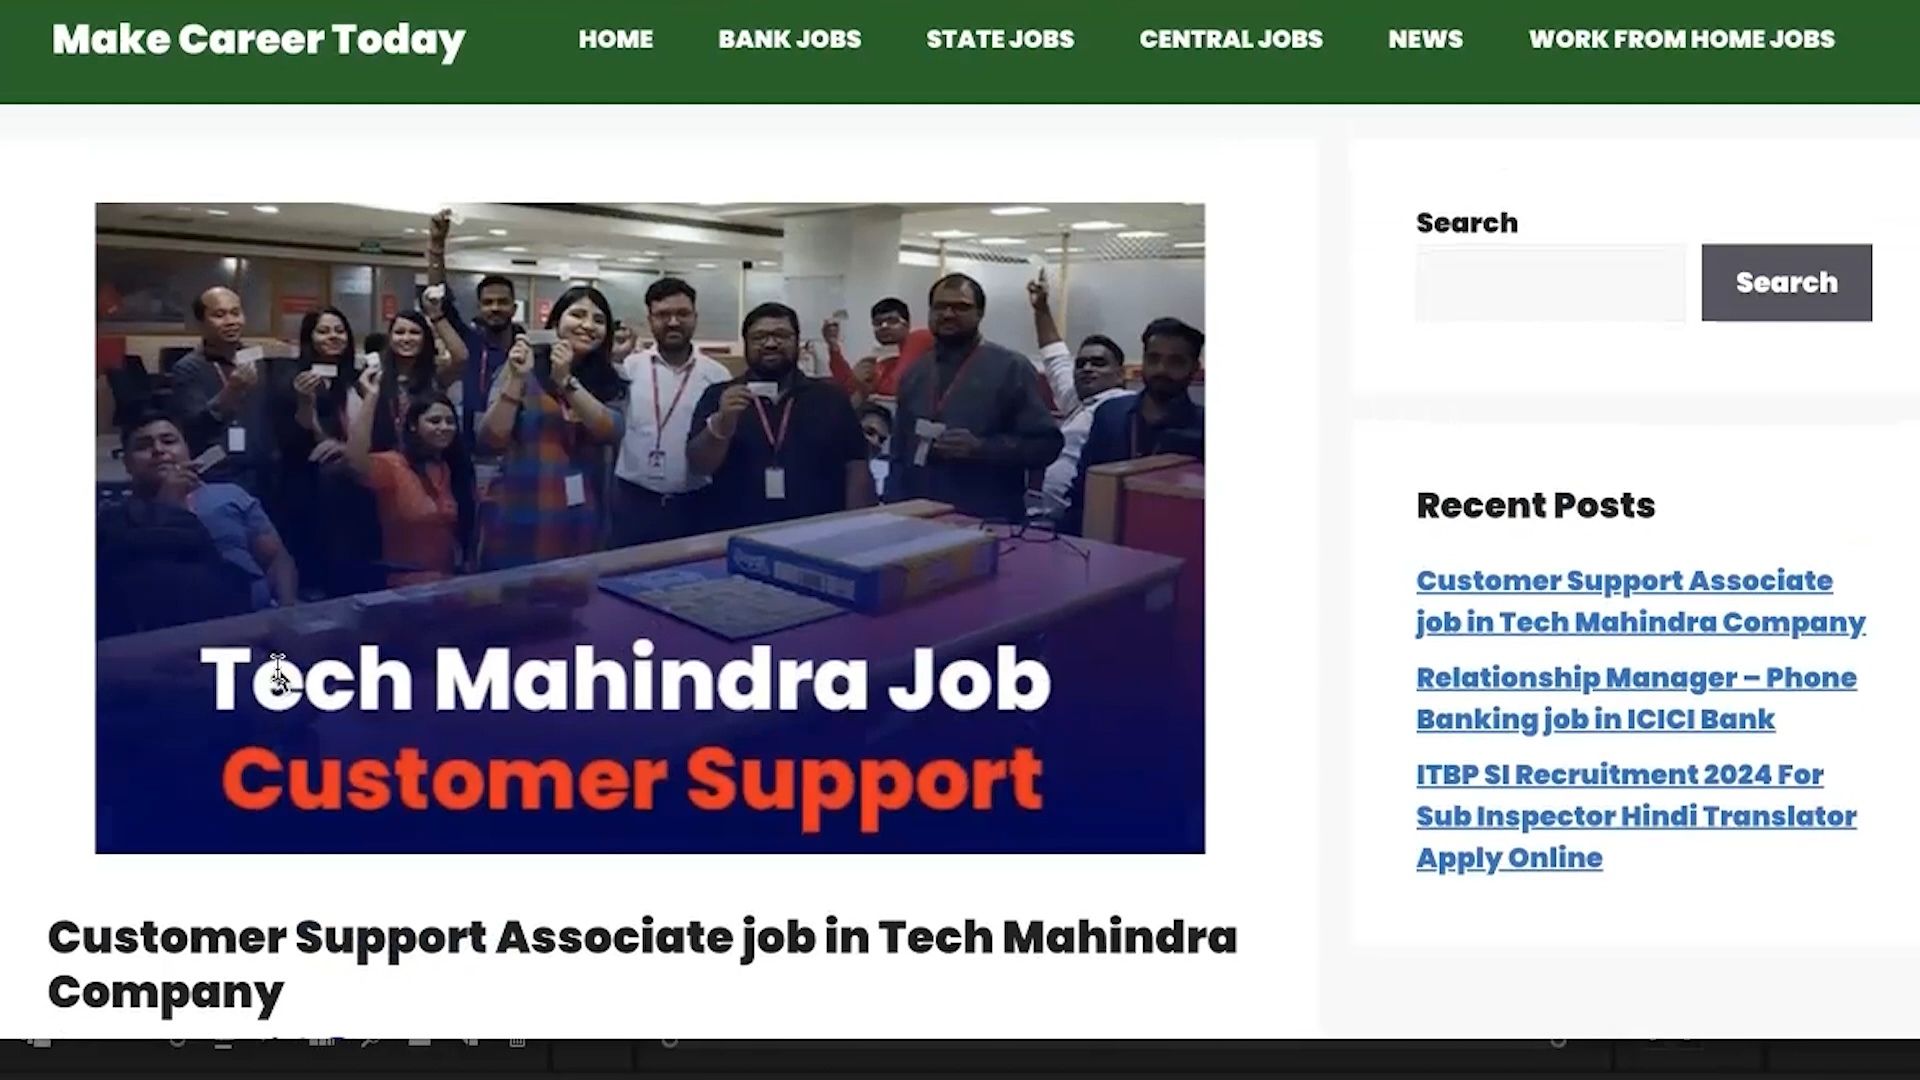 Make Career Today
HOME
BANK JOBS
STATE JOBS
CENTRAL JOBS
NEWS
WORK FROM HOME JOBS
Tech Mahindra Job
Customer Support
Customer Support Associate job in Tech Mahindra
Company
Search
Search
Recent Posts
Customer Support Associate
job in Tech Mahindra Company
Relationship Manager – Phone
Banking job in ICICI Bank
ITBP SI Recruitment 2024 For
Sub Inspector Hindi Translator
Apply Online